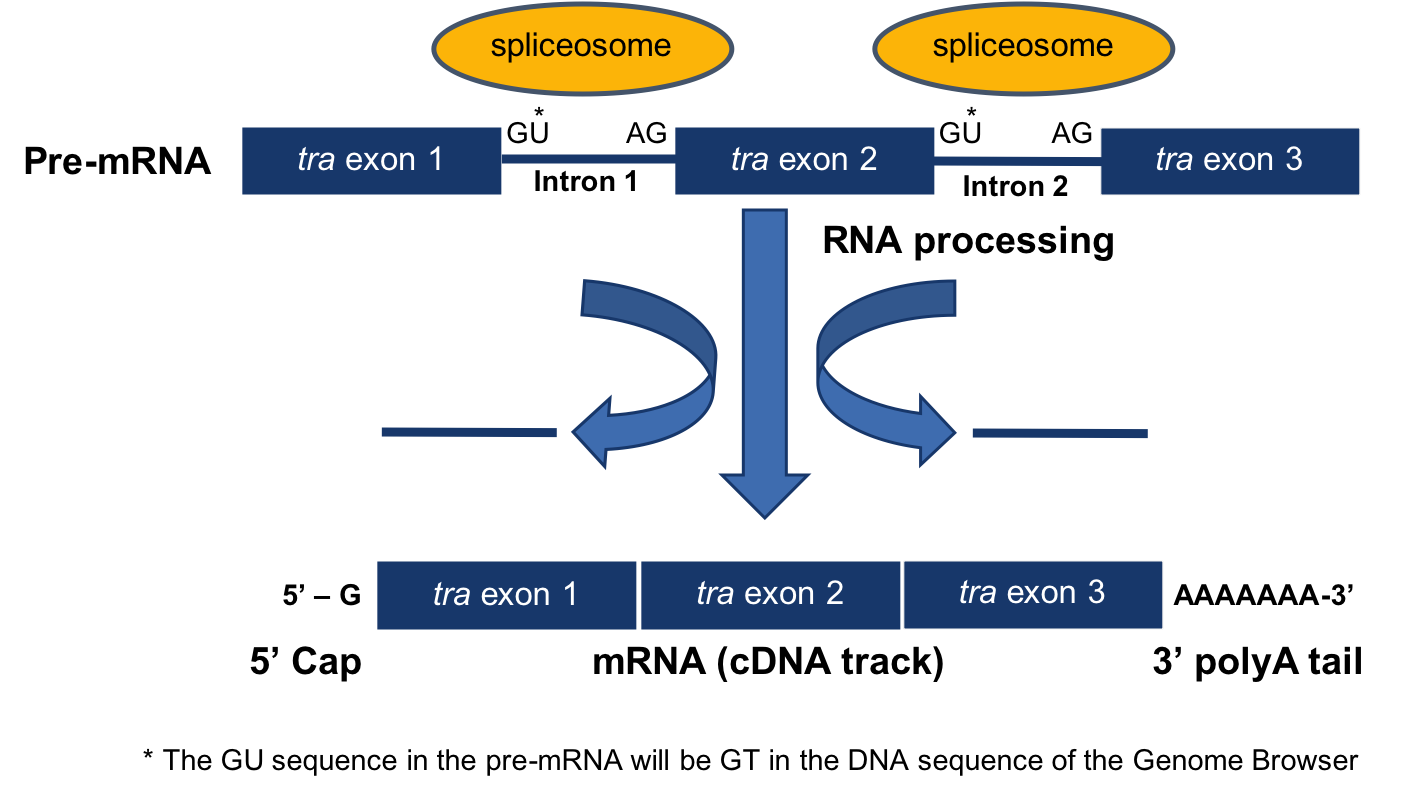 spliceosome
spliceosome
Pre-mRNA
tra exon 1
GU*
AG
Intron 1
tra exon 2
GU*
AG
Intron 2
tra exon 3
RNA processing
5’ – G
tra exon 1
tra exon 2
tra exon 3
AAAAAAA-3’
5’ Cap
mRNA (cDNA track)
3’ polyA tail
* The GU sequence in the pre-mRNA will be GT in the DNA sequence of the Genome Browser